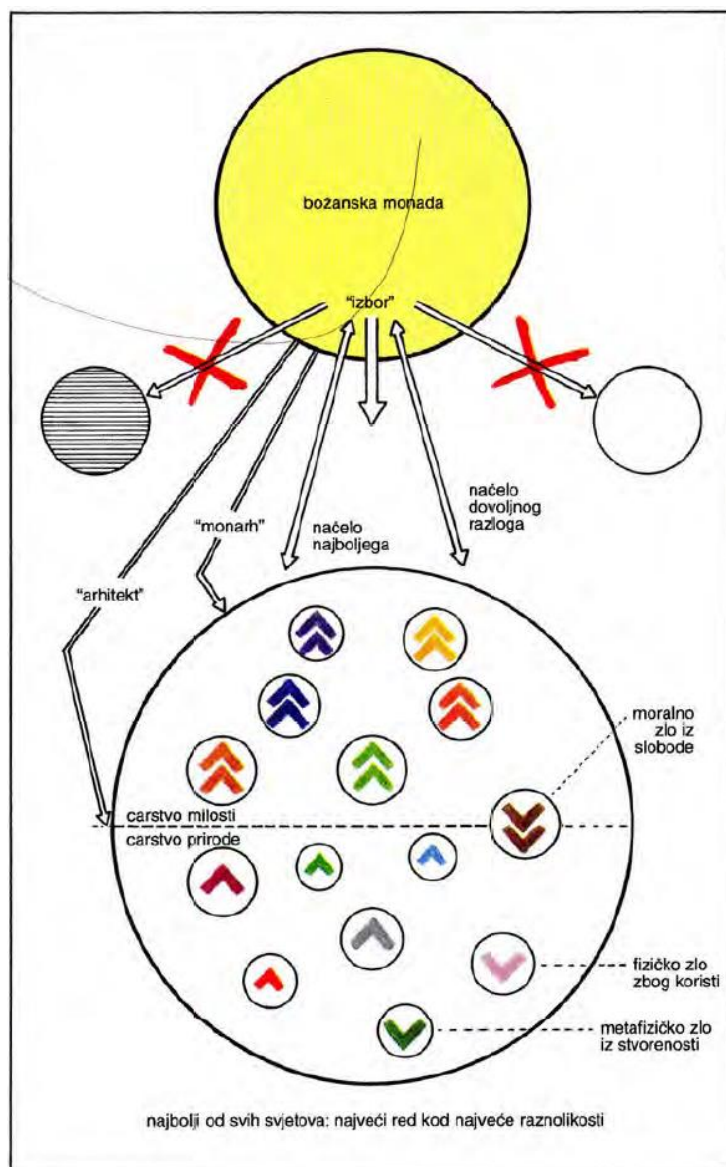 božanska monada
"izbor"
načelo
dovoljnog
razloga
načelo
najboljega
"monarh"
"arhitekt"
moralno
zlo iz
slobode
carstvo milosti
carstvo prirode
fizičko zlo
zbog koristi
metafizičko zlo
iz stvorenosti
najbolji od svih svjetova: najveći red kod najveće raznolikosti